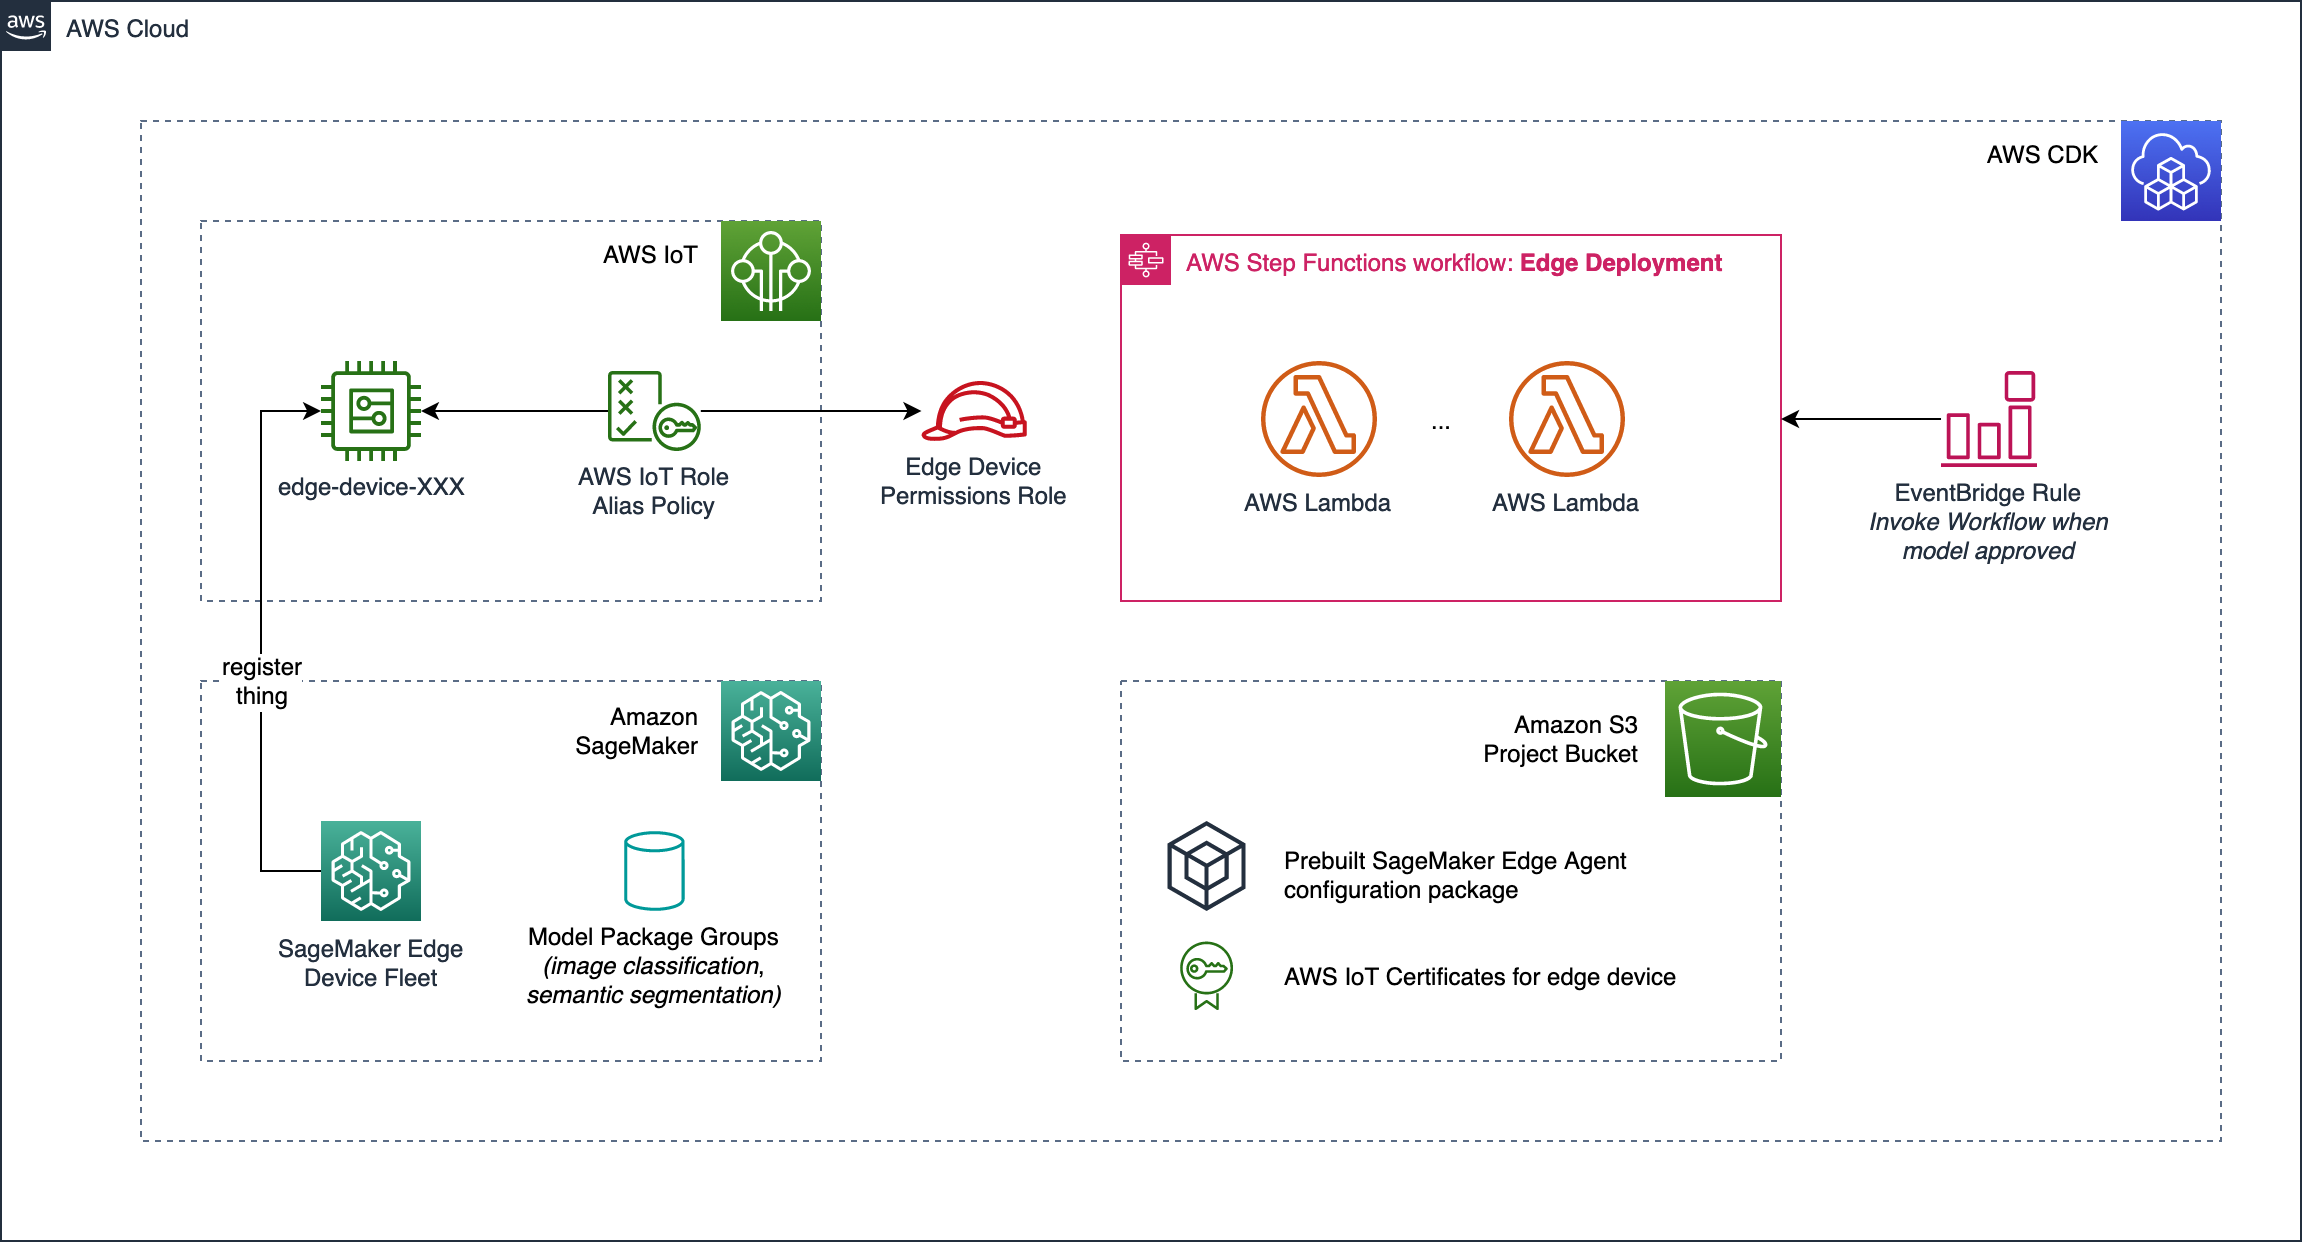 aws
AWS Cloud
AWS CDK
AWS IoT
edge-device-XXX
AWS IoT Role
Alias Policy
Edge Device
Permissions Role
AWS Step Functions workflow: Edge Deployment
AWS Lambda
...
AWS Lambda
EventBridge Rule
Invoke Workflow when
model approved
register
thing
Amazon
SageMaker
SageMaker Edge
Device Fleet
Model Package Groups
(image classification,
semantic segmentation)
Amazon S3
Project Bucket
Prebuilt SageMaker Edge Agent
configuration package
AWS IoT Certificates for edge device